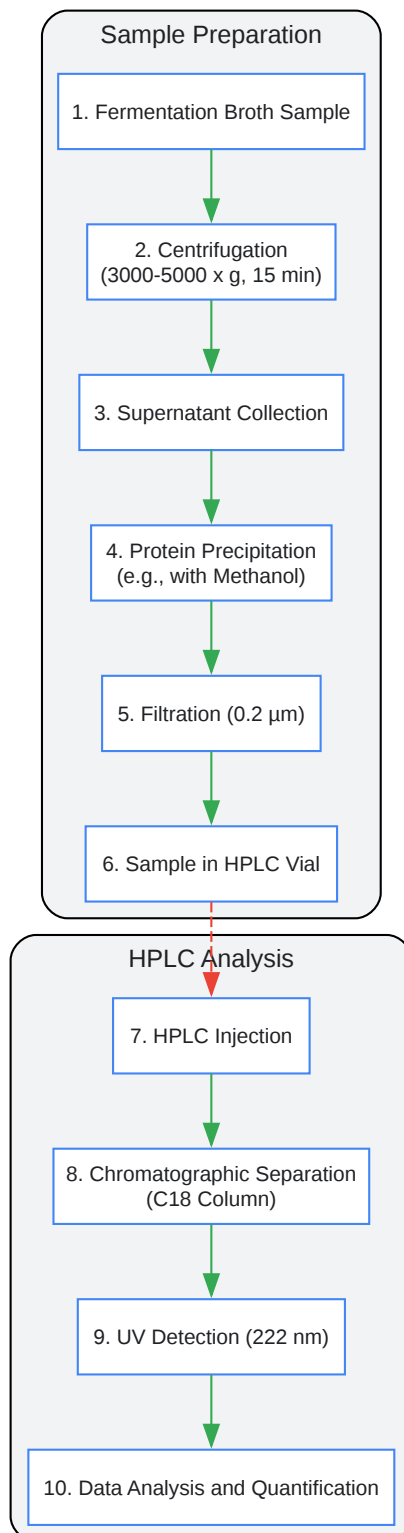 Sample Preparation
1. Fermentation Broth Sample
2. Centrifugation
(3000-5000 x g, 15 min)
3. Supernatant Collection
4. Protein Precipitation
(e.g., with Methanol)
5. Filtration (0.2 µm)
6. Sample in HPLC Vial
HPLC Analysis
7. HPLC Injection
8. Chromatographic Separation
(C18 Column)
9. UV Detection (222 nm)
10. Data Analysis and Quantification